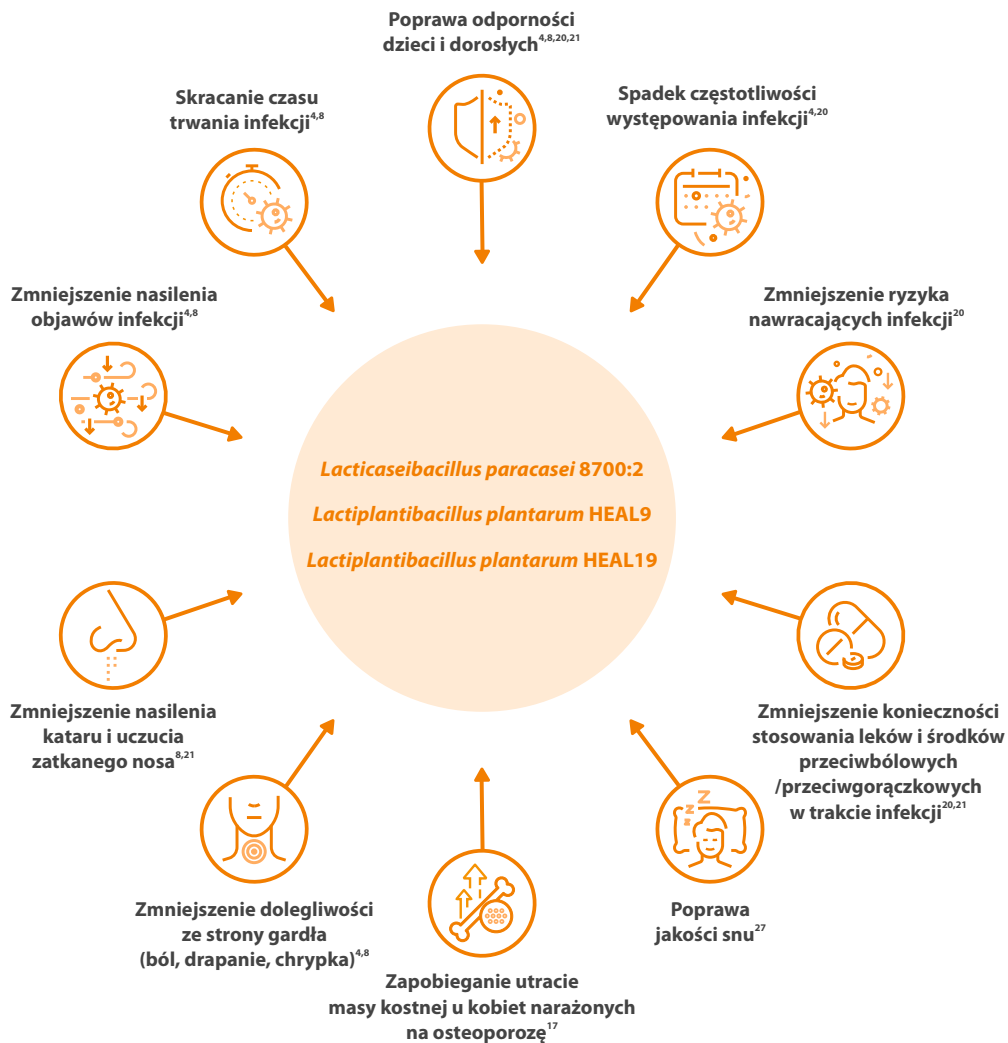 Poprawa odporności
dzieci i dorosłych4,8,20,21
Skracanie czasu
trwania infekcji4,8
Spadek częstotliwości
występowania infekcji4,20
Zmniejszenie nasilenia
objawów infekcji4,8
Zmniejszenie ryzyka
nawracających infekcji20
Lacticaseibacillus paracasei 8700:2
Lactiplantibacillus plantarum HEAL9
Lactiplantibacillus plantarum HEAL19
Zmniejszenie nasilenia
kataru i uczucia
zatkanego nosa8,21
Zmniejszenie konieczności
stosowania leków i środków
przeciwbólowych
/przeciwgorączkowych
w trakcie infekcji20,21
Zmniejszenie dolegliwości
ze strony gardła
(ból, drapanie, chrypka)4,8
Poprawa
jakości snu27
Zapobieganie utracie
masy kostnej u kobiet narażonych
na osteoporozę17